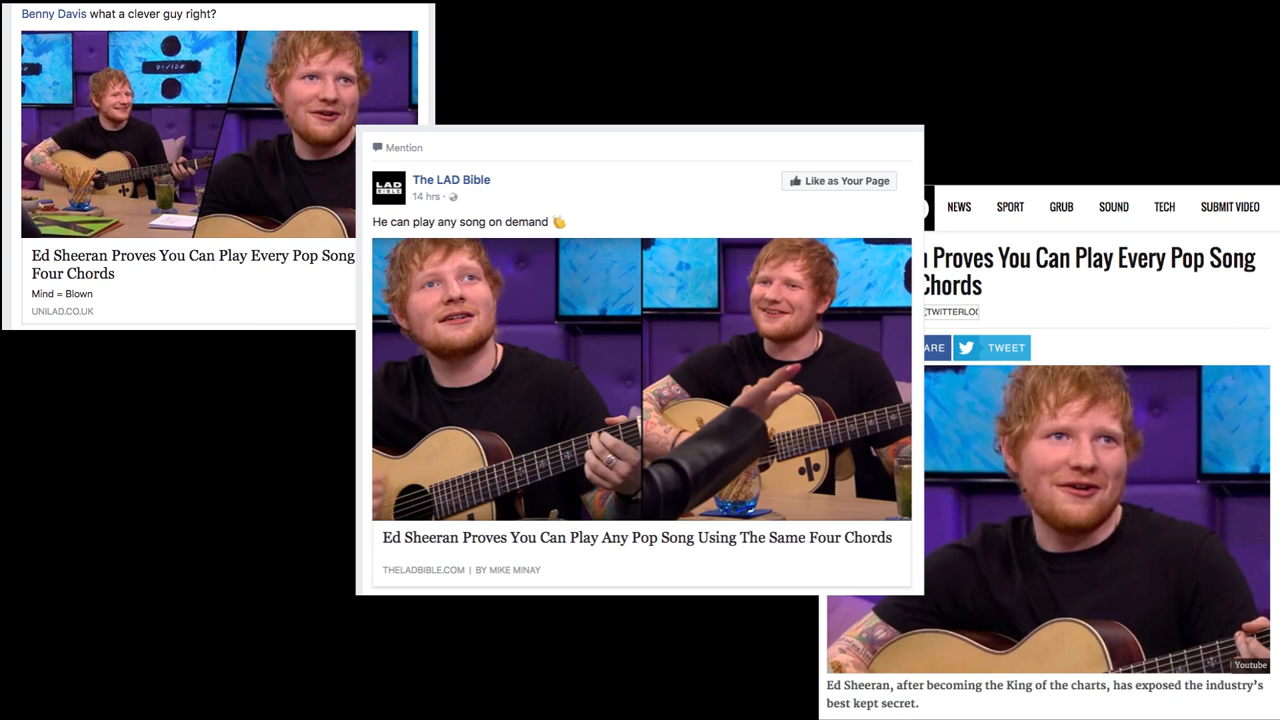 Benny Davis what a clever guy right?
DIVIDE
Ed Sheeran Proves You Can Play Every Pop Song
Four Chords
Mind = Blown
UNILAD.CO.UK
Mention
LAD
BIBLE
The LAD Bible
14 hrs ·
Like as Your Page
He can play any song on demand
Ed Sheeran Proves You Can Play Any Pop Song Using The Same Four Chords
THELADBIBLE.COM | BY MIKE MINAY
NEWS SPORT GRUB SOUND TECH SUBMIT VIDEO
Proves You Can Play Every Pop Song
Chords
TWITTERLOG
ARE
TWEET
Youtube
Ed Sheeran, after becoming the King of the charts, has exposed the industry's
best kept secret.